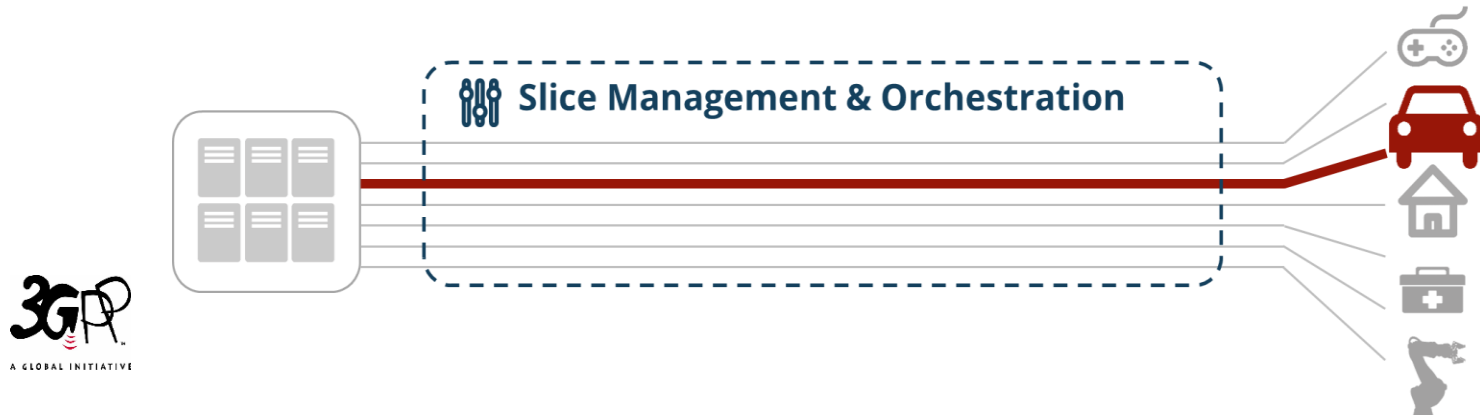 Slice Management & Orchestration
3GPP
A GLOBAL INITIATIVE